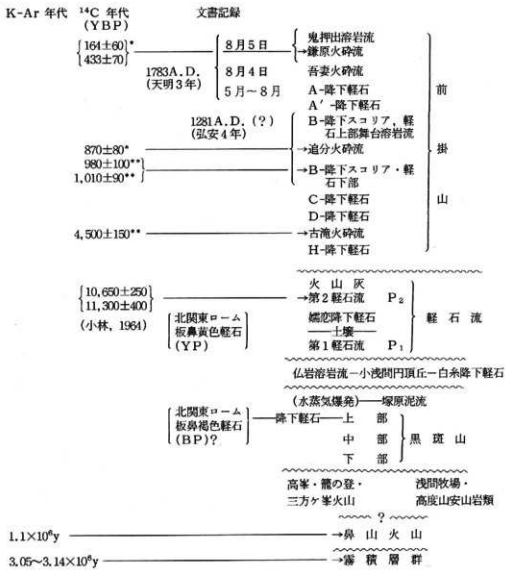 K-Ar 年代 ¹⁴C 年代 文書記録
(YBP)
{164±60}* 8月5日 鬼押出溶岩流
{433±70} →鎌原火砕流
1783A.D. 8月4日 吾妻火砕流
(天明3年) 5月~8月 A-降下軽石
A′-降下軽石 前
1281A.D. (?) B-降下スコリア,軽
(弘安4年) 石上部舞台溶岩流
870±80* →追分火砕流 掛
980±100**
1,010±90** →B-降下スコリア・軽
石下部
C-降下軽石 山
D-降下軽石
4,500±150** →古滝火砕流
H-降下軽石
火山灰
{10,650±250} →第2軽石流 P₂
{11,300±400}
(小林, 1964) 北関東ローム 嬬恋降下軽石 軽石流
板鼻黄色軽石 ―土壌―
(YP) 第1軽石流 P₁
仏岩溶岩流-小浅間円頂丘-白糸降下軽石
(水蒸気爆発)―塚原泥流
北関東ローム ―降下軽石―上部
板鼻褐色軽石 中部 黒斑山
(BP)? 下部
高峯・籠の登・ 浅間牧場・
三方ケ峯火山 高度山安山岩類
?
1.1×10⁶y →鼻曲火山
3.05~3.14×10⁶y →霧積層群